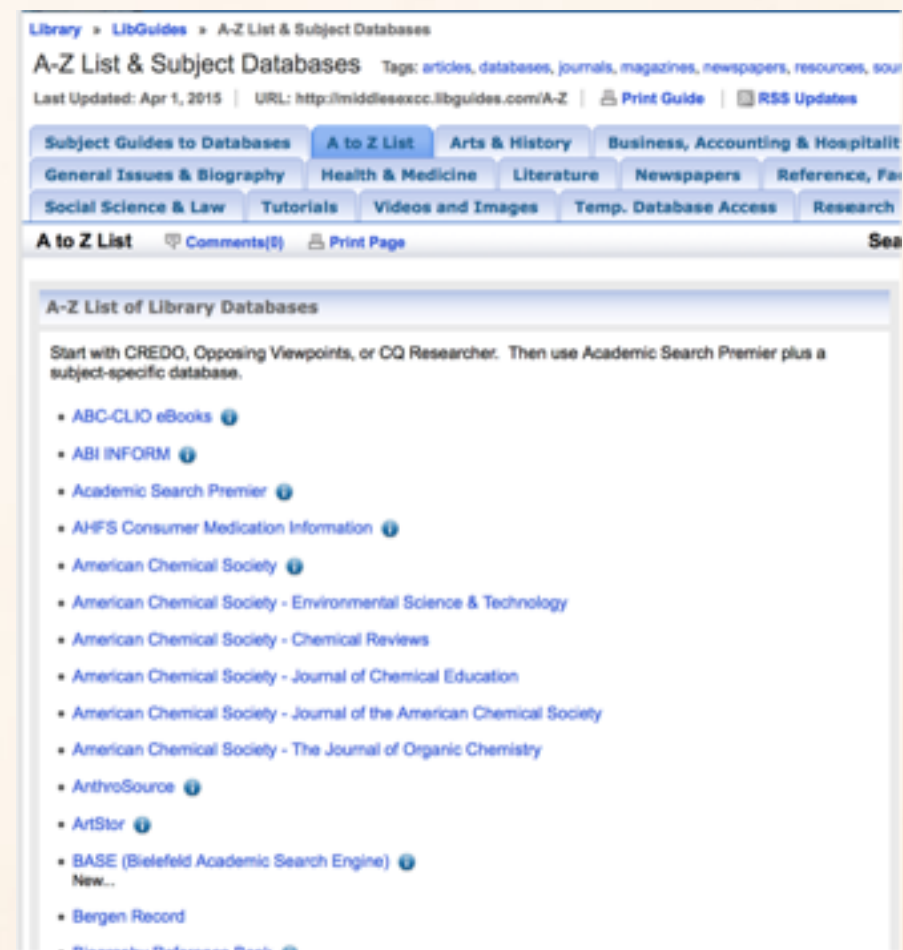 Library » LibGuides » A-Z List & Subject Databases
A-Z List & Subject Databases Tags: articles, databases, journals, magazines, newspapers, resources,
Last Updated: Apr 1, 2015 | URL: http://middlesexcc.libguides.com/A-Z | Print Guide | RSS Updates
Subject Guides to Databases A to Z List Arts & History Business, Accounting & Hospitalit
General Issues & Biography Health & Medicine Literature Newspapers Reference, Fa
Social Science & Law Tutorials Videos and Images Temp. Database Access Research
A to Z List Comments(0) Print Page Sea
A-Z List of Library Databases
Start with CREDO, Opposing Viewpoints, or CQ Researcher. Then use Academic Search Premier plus a
subject-specific database.
• ABC-CLIO eBooks
• ABI INFORM
• Academic Search Premier
• AHFS Consumer Medication Information
• American Chemical Society
• American Chemical Society - Environmental Science & Technology
• American Chemical Society - Chemical Reviews
• American Chemical Society - Journal of Chemical Education
• American Chemical Society - Journal of the American Chemical Society
• American Chemical Society - The Journal of Organic Chemistry
• AnthroSource
• ArtStor
• BASE (Bielefeld Academic Search Engine)
New...
• Bergen Record